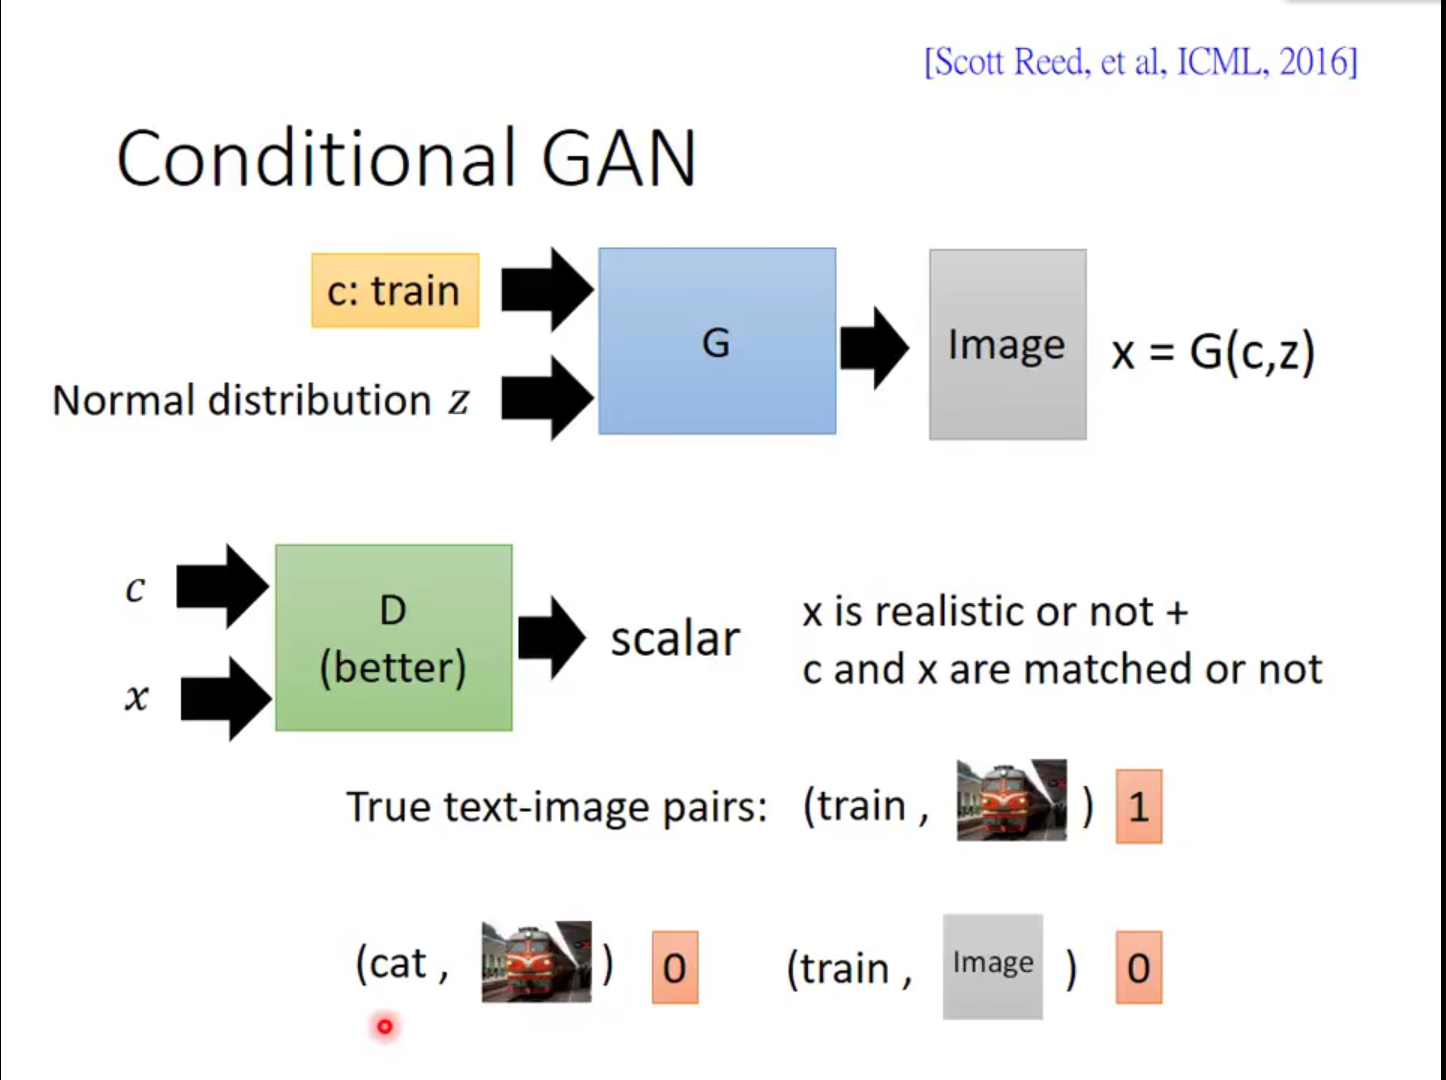 [Scott Reed, et al, ICML, 2016]
Conditional GAN
c: train
Normal distribution z
G
Image
x = G(c,z)
c
x
D
(better)
scalar
x is realistic or not +
c and x are matched or not
True text-image pairs: (train , ) 1
(cat , ) 0 (train , Image ) 0